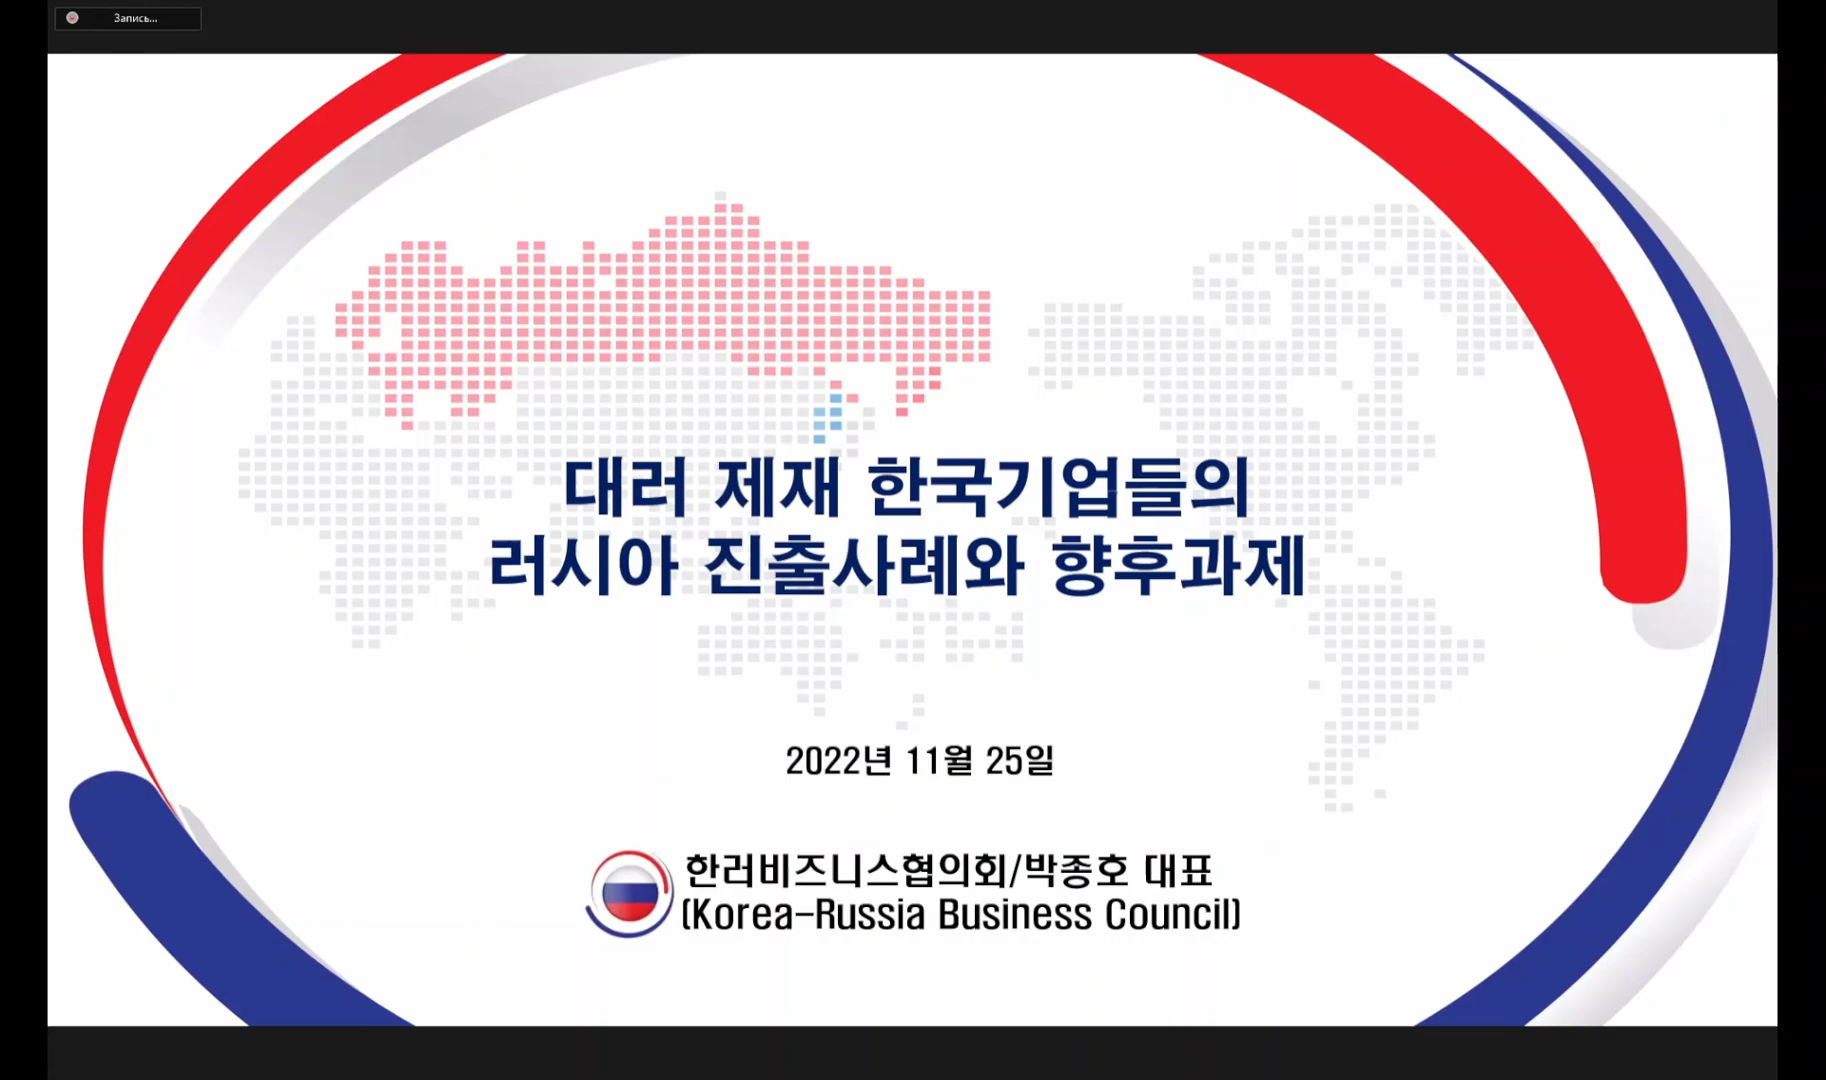 Запись...
대러 제재 한국기업들의
러시아 진출사례와 향후과제
2022년 11월 25일
한러비즈니스협의회/박종호 대표
(Korea-Russia Business Council)